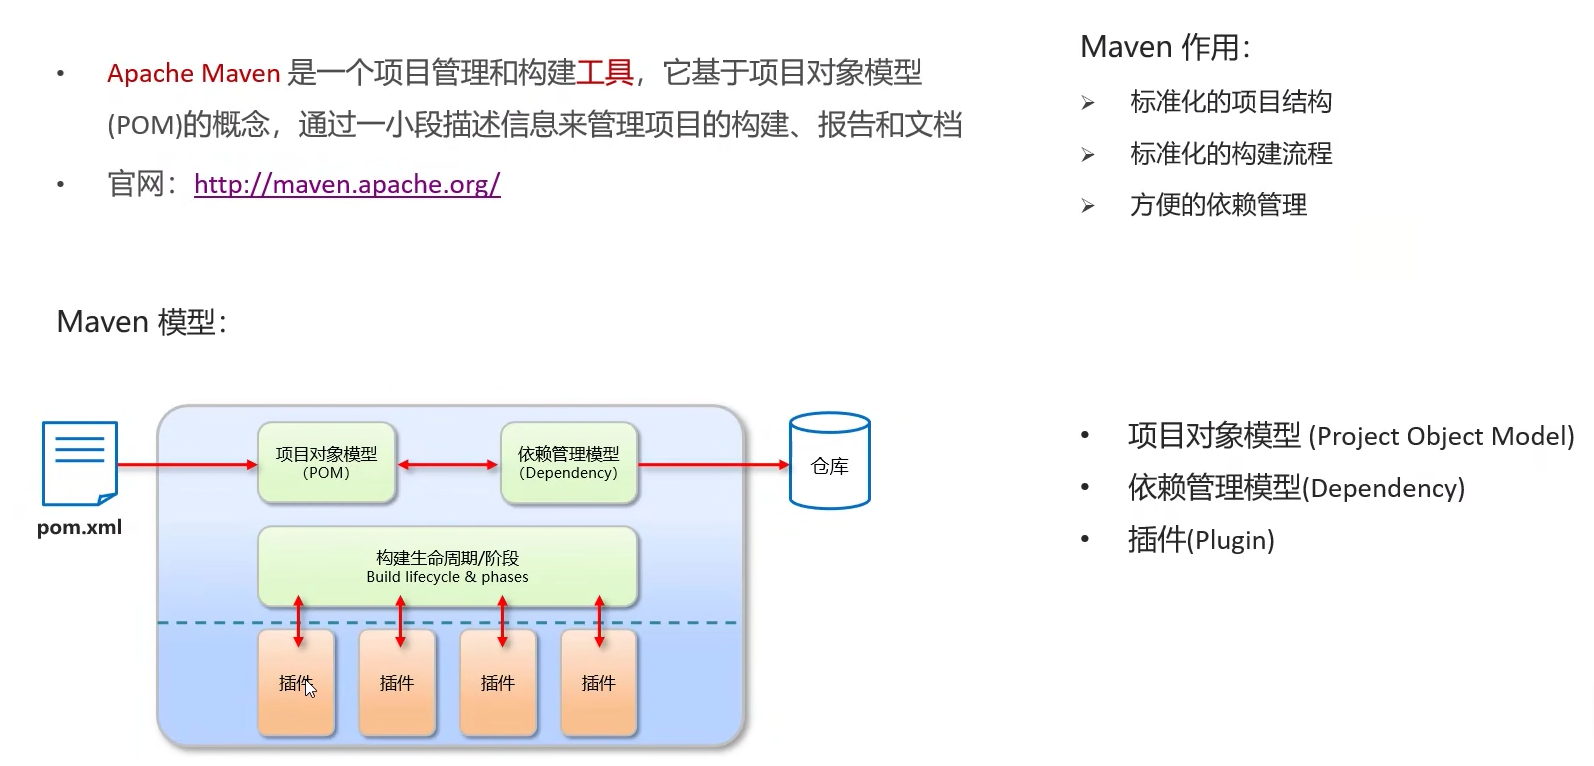 • Apache Maven 是一个项目管理和构建工具，它基于项目对象模型
(POM)的概念，通过一小段描述信息来管理项目的构建、报告和文档
• 官网：http://maven.apache.org/
Maven 作用：
➢ 标准化的项目结构
➢ 标准化的构建流程
➢ 方便的依赖管理
Maven 模型：
pom.xml
项目对象模型
（POM）
依赖管理模型
（Dependency）
仓库
构建生命周期/阶段
Build lifecycle & phases
插件
插件
插件
插件
• 项目对象模型 (Project Object Model)
• 依赖管理模型(Dependency)
• 插件(Plugin)